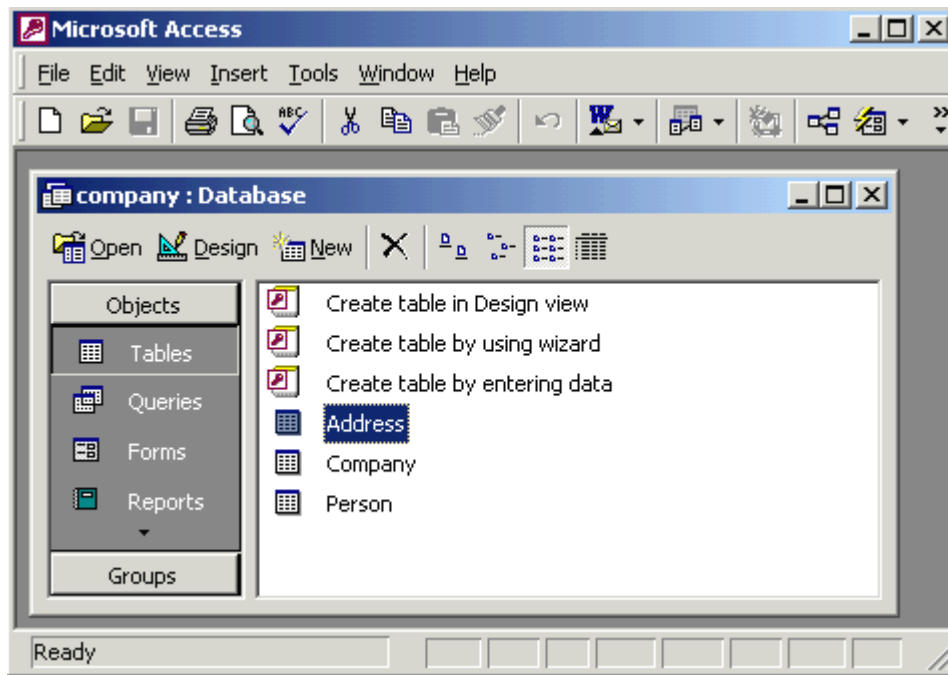 Microsoft Access
File Edit View Insert Tools Window Help
ABC
W
company : Database
Open Design New
Objects
Tables
Queries
Forms
Reports
Groups
Create table in Design view
Create table by using wizard
Create table by entering data
Address
Company
Person
Ready